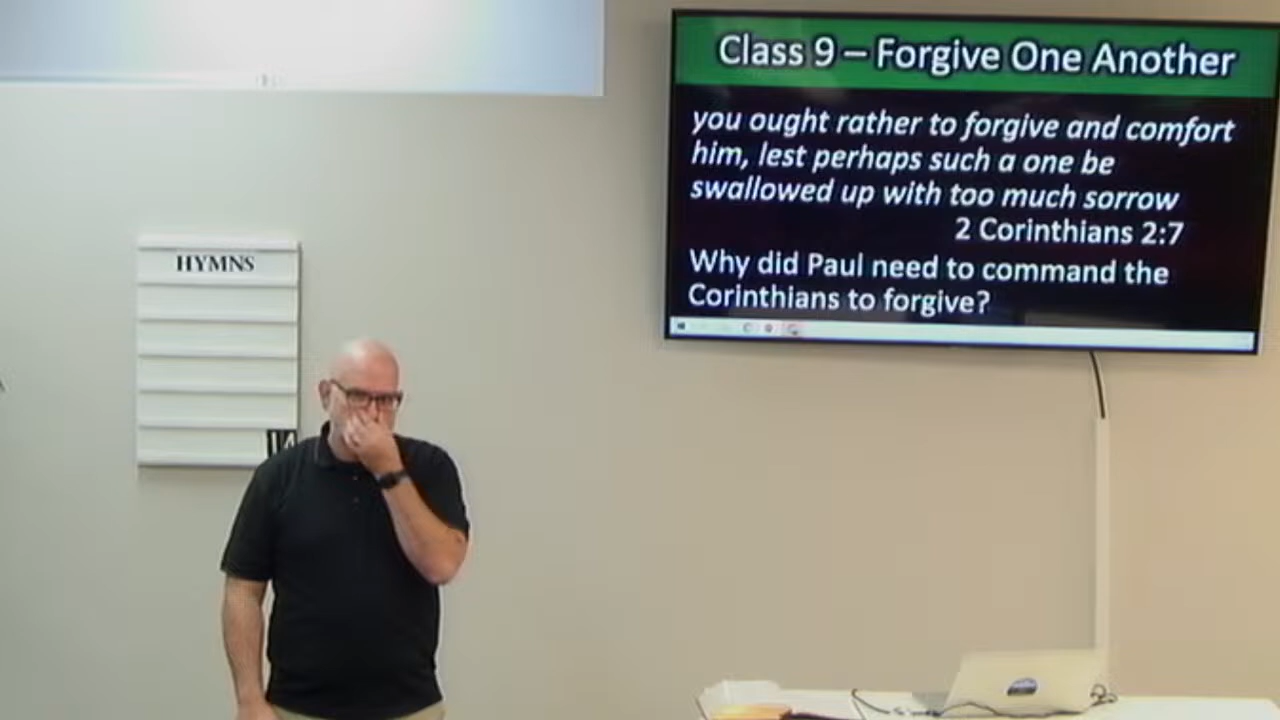 Class 9 – Forgive One Another
you ought rather to forgive and comfort
him, lest perhaps such a one be
swallowed up with too much sorrow
2 Corinthians 2:7
Why did Paul need to command the
Corinthians to forgive?
HYMNS